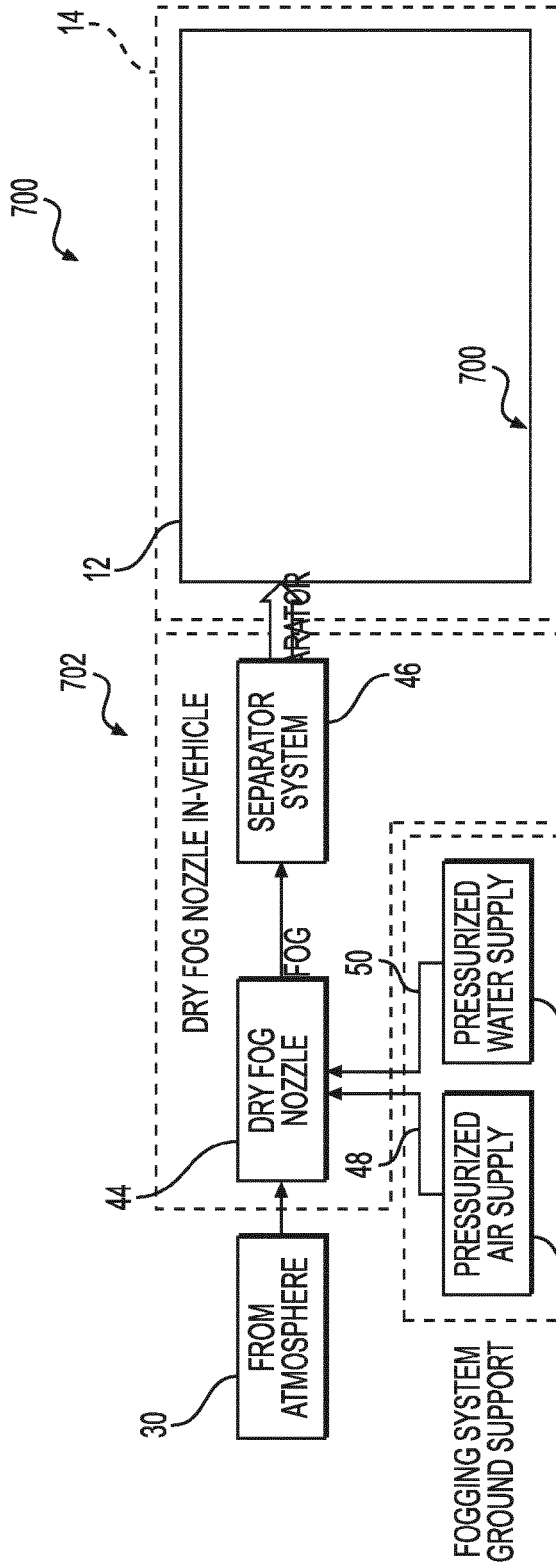 700
14
12
702
DRY FOG NOZZLE IN-VEHICLE
30
FROM
ATMOSPHERE
44
DRY FOG
NOZZLE
FOG
SEPARATOR
SYSTEM
ARATOR
46
700
48
50
FOGGING SYSTEM
GROUND SUPPORT
PRESSURIZED
AIR SUPPLY
PRESSURIZED
WATER SUPPLY